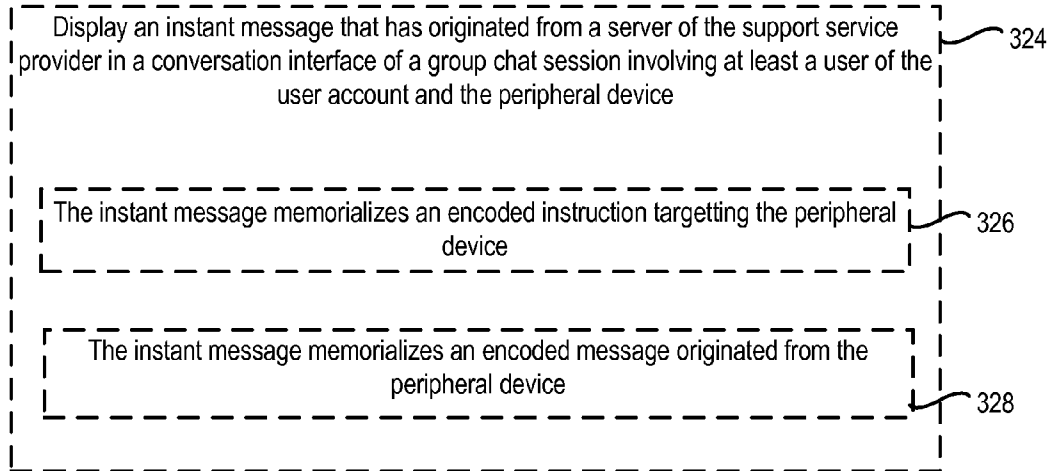 Display an instant message that has originated from a server of the support service
provider in a conversation interface of a group chat session involving at least a user of the
user account and the peripheral device
324
The instant message memorializes an encoded instruction targetting the peripheral
device
326
The instant message memorializes an encoded message originated from the
peripheral device
328